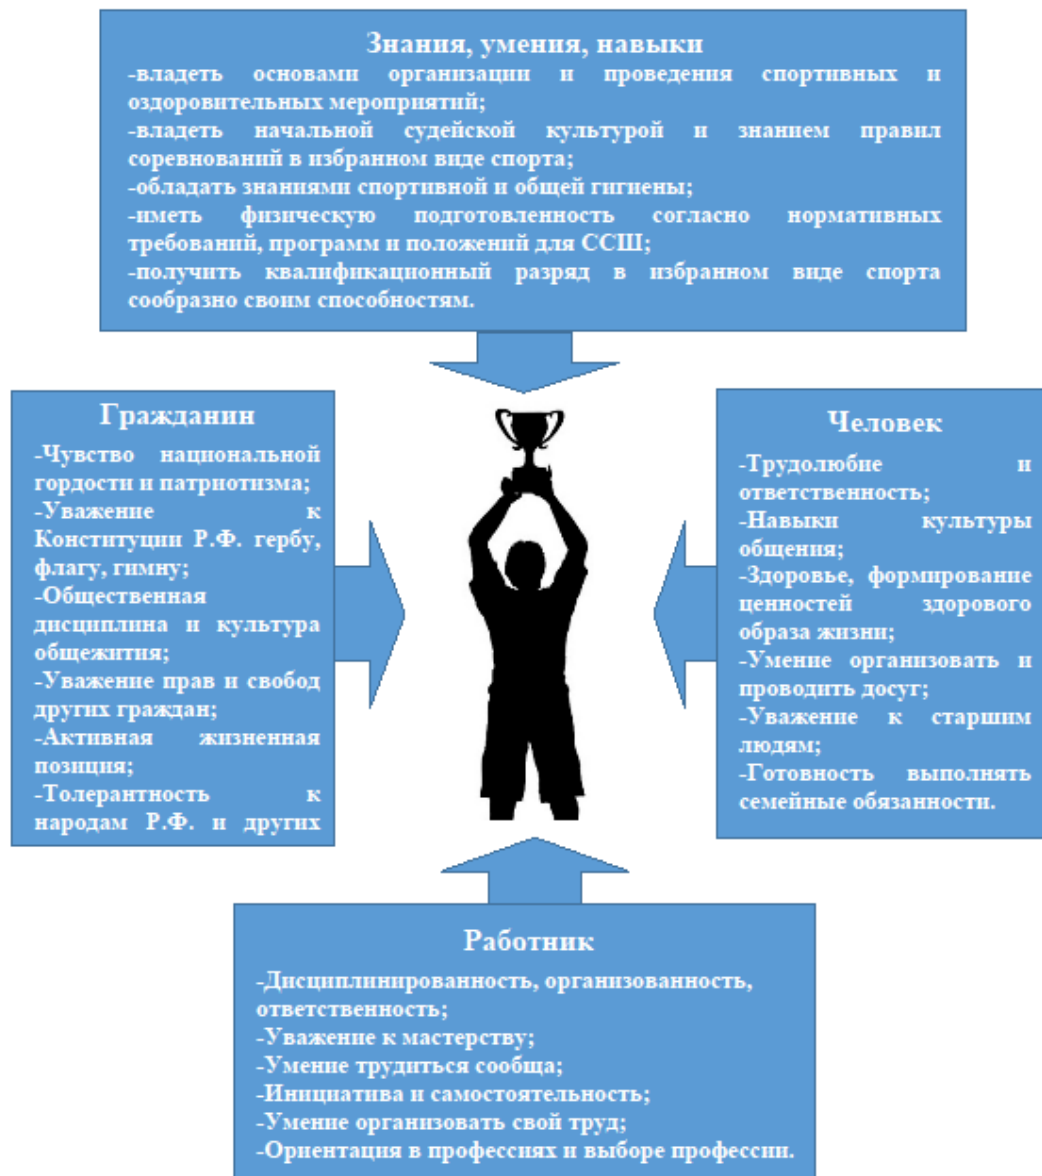 Знания, умения, навыки
-владеть основами организации и проведения спортивных и
оздоровительных мероприятий;
-владеть начальной судейской культурой и знанием правил
соревнований в избранном виде спорта;
-обладать знаниями спортивной и общей гигиены;
-иметь физическую подготовленность согласно нормативных
требований, программ и положений для ССШ;
-получить квалификационный разряд в избранном виде спорта
сообразно своим способностям.
Гражданин
-Чувство национальной
гордости и патриотизма;
-Уважение к
Конституции Р.Ф. гербу,
флагу, гимну;
-Общественная
дисциплина и культура
общежития;
-Уважение прав и свобод
других граждан;
-Активная жизненная
позиция;
-Толерантность к
народам Р.Ф. и других
Человек
-Трудолюбие и
ответственность;
-Навыки культуры
общения;
-Здоровье, формирование
ценностей здорового
образа жизни;
-Умение организовать и
проводить досуг;
-Уважение к старшим
людям;
-Готовность выполнять
семейные обязанности.
Работник
-Дисциплинированность, организованность,
ответственность;
-Уважение к мастерству;
-Умение трудиться сообща;
-Инициатива и самостоятельность;
-Умение организовать свой труд;
-Ориентация в профессиях и выборе профессии.